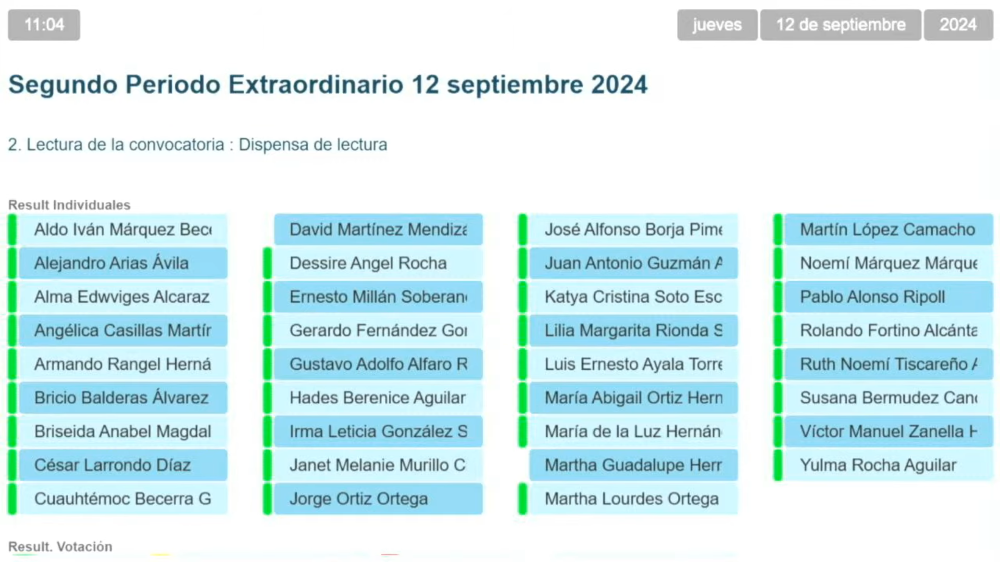 11:04
jueves 12 de septiembre 2024
Segundo Periodo Extraordinario 12 septiembre 2024
2. Lectura de la convocatoria : Dispensa de lectura
Result Individuales
Aldo Iván Márquez Bec
Alejandro Arias Ávila
Alma Edwviges Alcaraz
Angélica Casillas Martír
Armando Rangel Herná
Bricio Balderas Álvarez
Briseida Anabel Magdal
César Larrondo Díaz
Cuauhtémoc Becerra G
David Martínez Mendiz
Dessire Angel Rocha
Ernesto Millán Soberan
Gerardo Fernández Gor
Gustavo Adolfo Alfaro R
Hades Berenice Aguilar
Irma Leticia González S
Janet Melanie Murillo C
Jorge Ortiz Ortega
José Alfonso Borja Pim
Juan Antonio Guzmán A
Katya Cristina Soto Esc
Lilia Margarita Rionda S
Luis Ernesto Ayala Torre
María Abigail Ortiz Hern
María de la Luz Hernán
Martha Guadalupe Herr
Martha Lourdes Ortega
Martín López Camacho
Noemí Márquez Márque
Pablo Alonso Ripoll
Rolando Fortino Alcánta
Ruth Noemí Tiscareño A
Susana Bermudez Can
Víctor Manuel Zanella H
Yulma Rocha Aguilar
Result. Votación